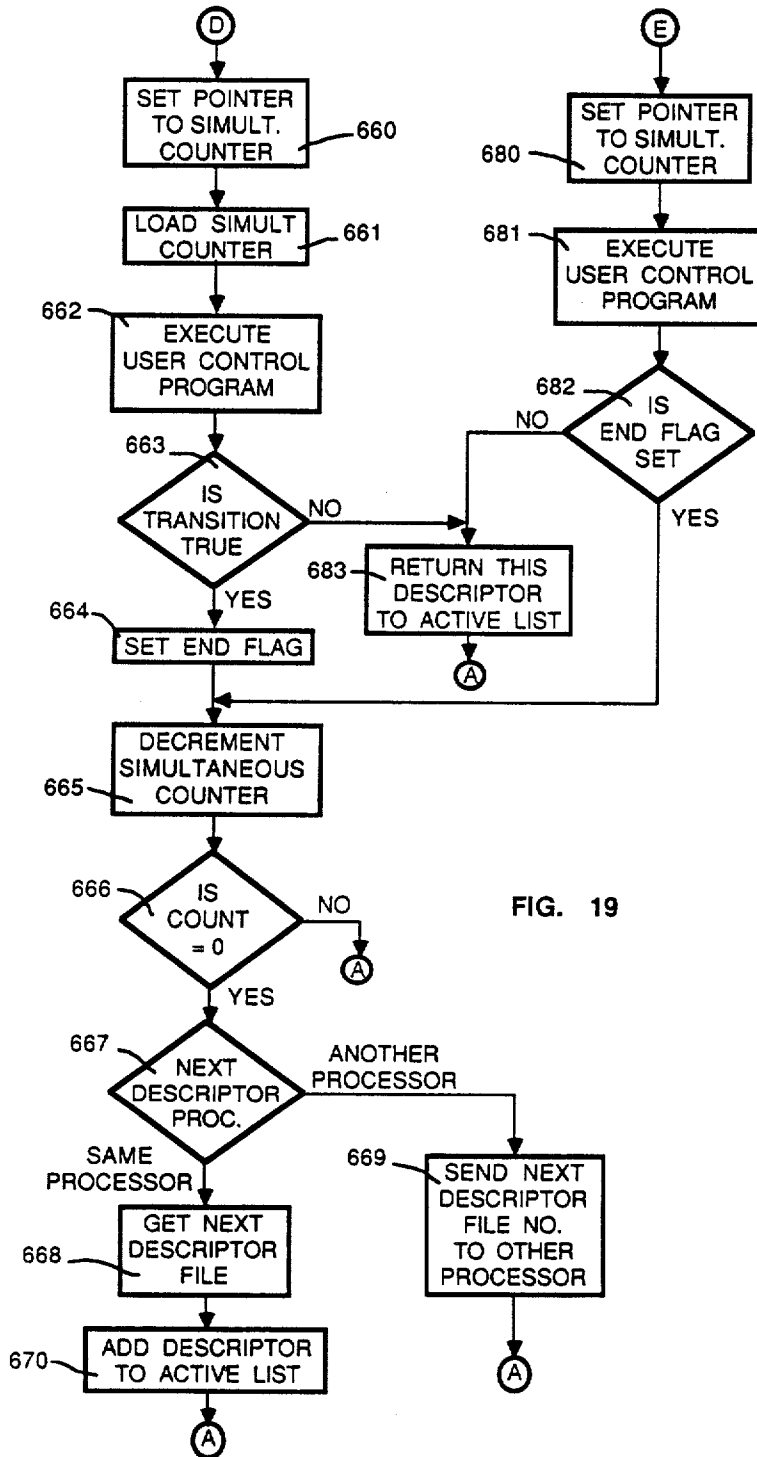 D
SET POINTER
TO SIMULT.
COUNTER
660
LOAD SIMULT
COUNTER
661
662
EXECUTE
USER CONTROL
PROGRAM
663
IS
TRANSITION
TRUE
NO
YES
664
SET END FLAG
E
SET POINTER
TO SIMULT.
COUNTER
680
681
EXECUTE
USER CONTROL
PROGRAM
682
IS
END FLAG
SET
NO
YES
683
RETURN THIS
DESCRIPTOR
TO ACTIVE LIST
A
DECREMENT
SIMULTANEOUS
COUNTER
665
666
IS
COUNT
= 0
NO
A
YES
FIG. 19
667
NEXT
DESCRIPTOR
PROC.
ANOTHER
PROCESSOR
SAME
PROCESSOR
GET NEXT
DESCRIPTOR
FILE
668
669
SEND NEXT
DESCRIPTOR
FILE NO.
TO OTHER
PROCESSOR
A
670
ADD DESCRIPTOR
TO ACTIVE LIST
A